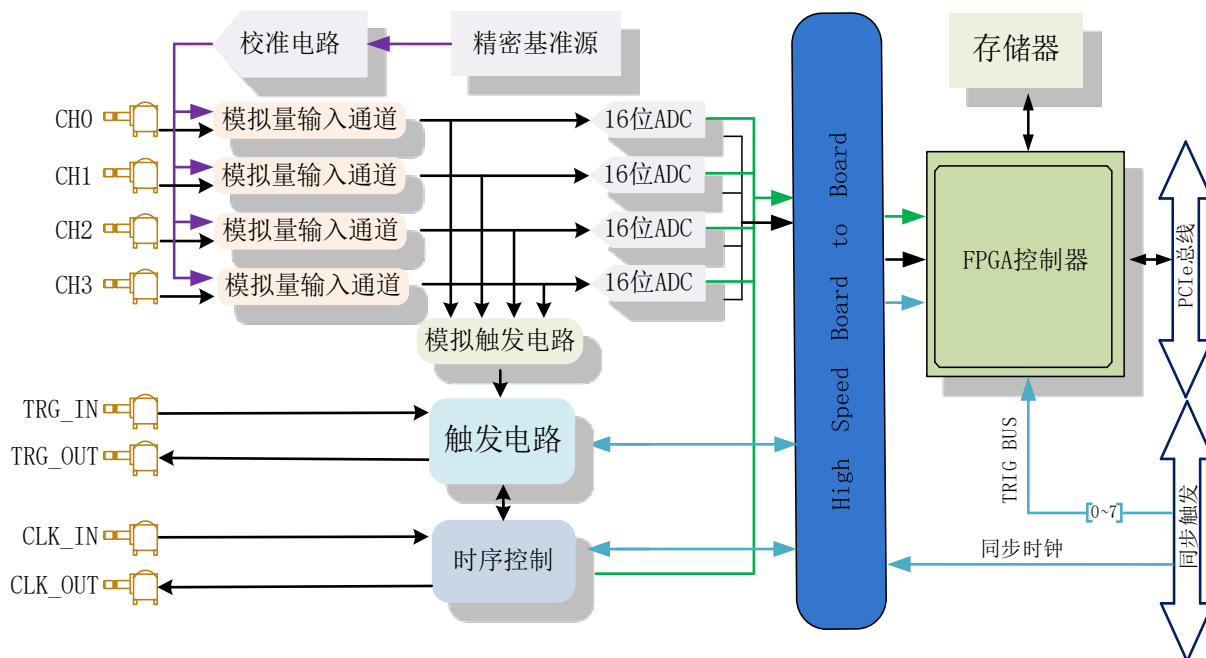 校准电路
精密基准源
存储器
CH0
模拟量输入通道
16位ADC
CH1
模拟量输入通道
16位ADC
CH2
模拟量输入通道
16位ADC
CH3
模拟量输入通道
16位ADC
模拟触发电路
TRG_IN
触发电路
TRG_OUT
CLK_IN
时序控制
CLK_OUT
High Speed Board to Board
FPGA控制器
PCIe总线
TRIG BUS
[0~7]
同步时钟
同步触发